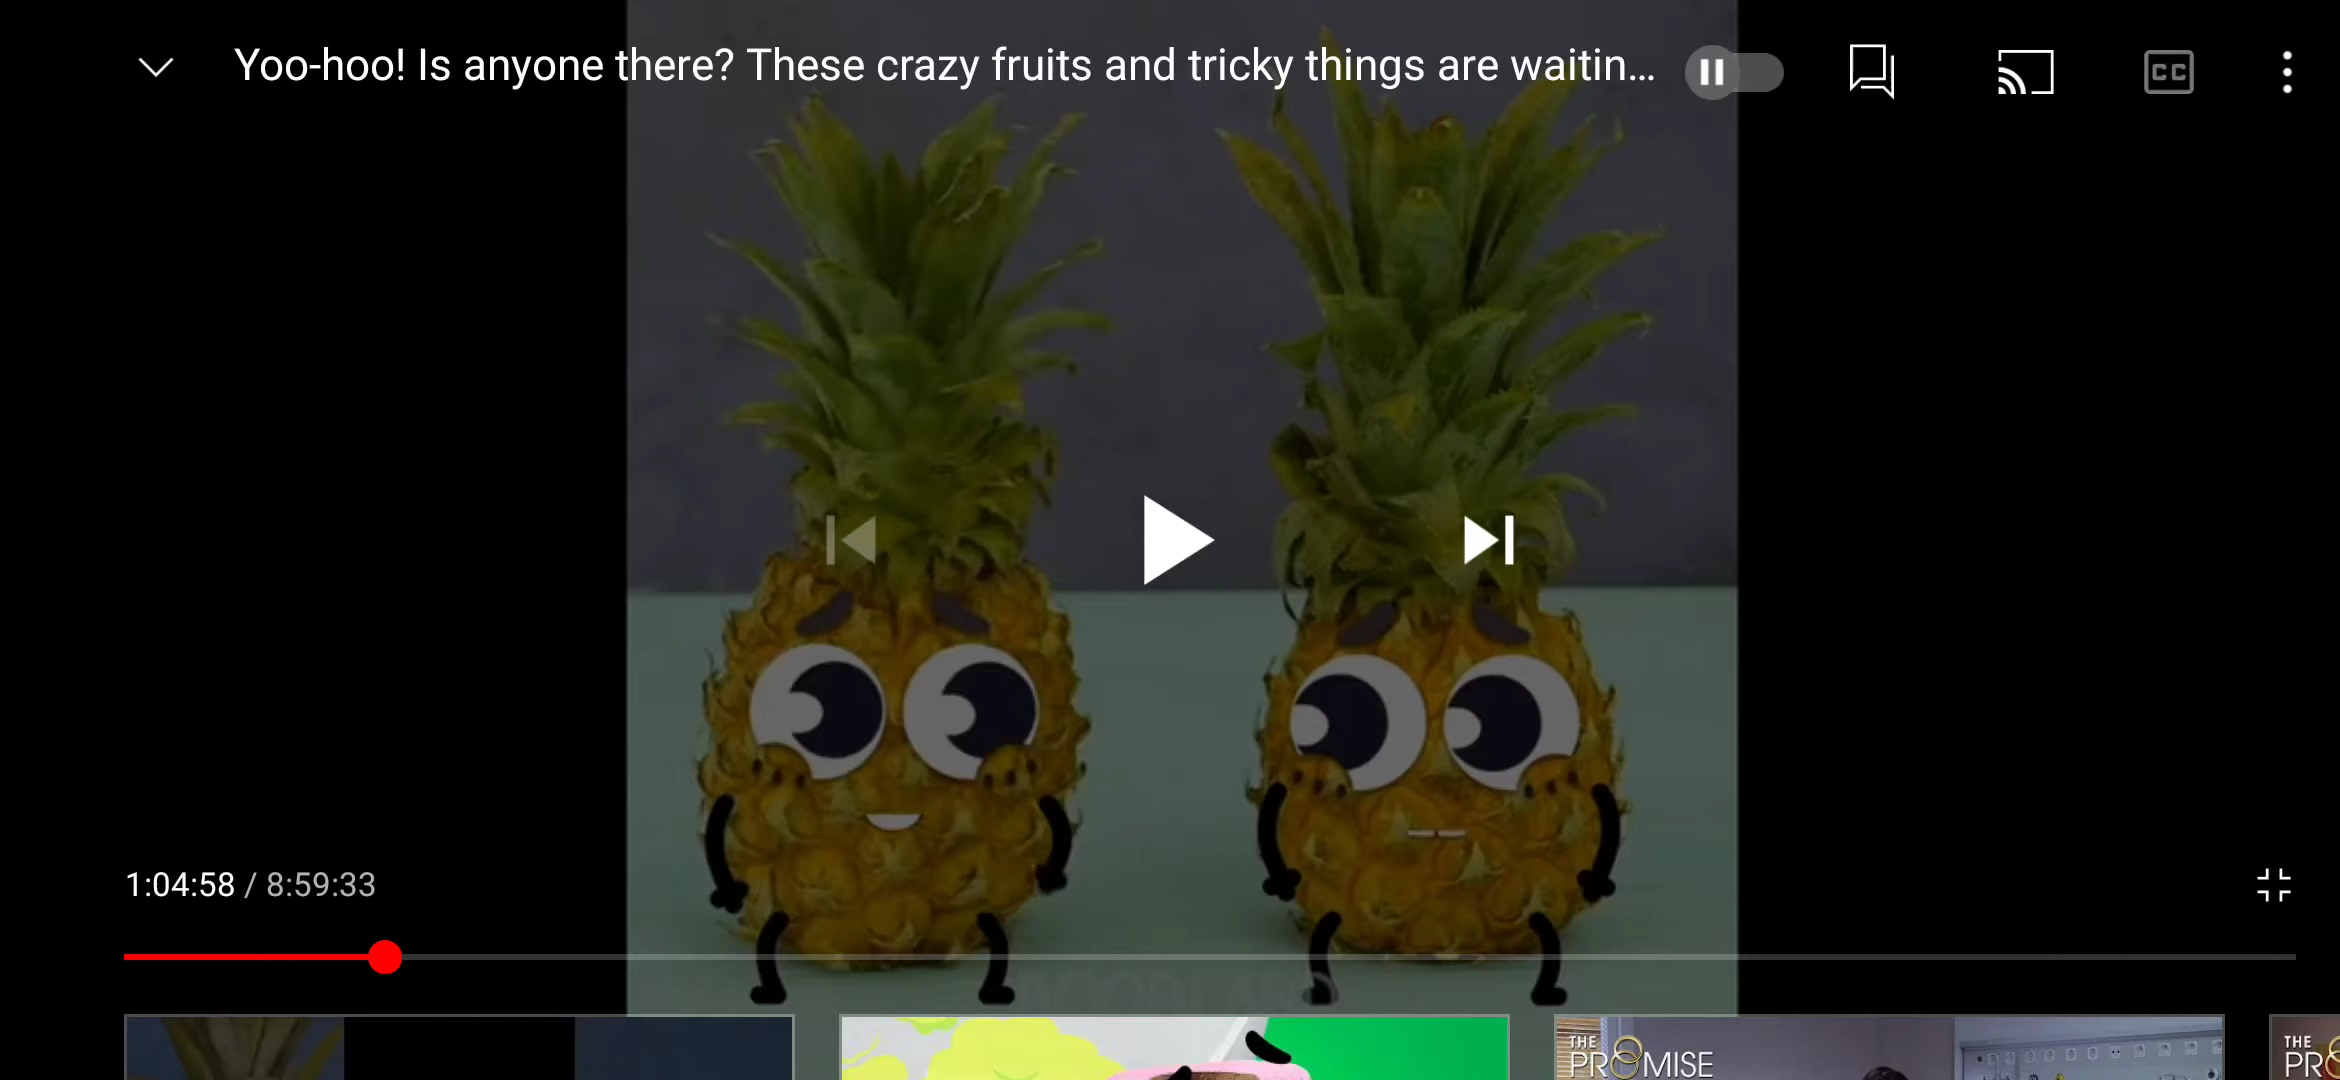 Yoo-hoo! Is anyone there? These crazy fruits and tricky things are waitin...
CC
1:04:58 / 8:59:33
THE
PROMISE
THE